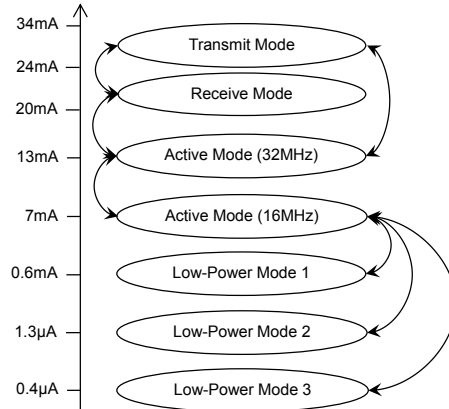 34mA
Transmit Mode
24mA
Receive Mode
20mA
13mA
Active Mode (32MHz)
7mA
Active Mode (16MHz)
0.6mA
Low-Power Mode 1
1.3µA
Low-Power Mode 2
0.4µA
Low-Power Mode 3